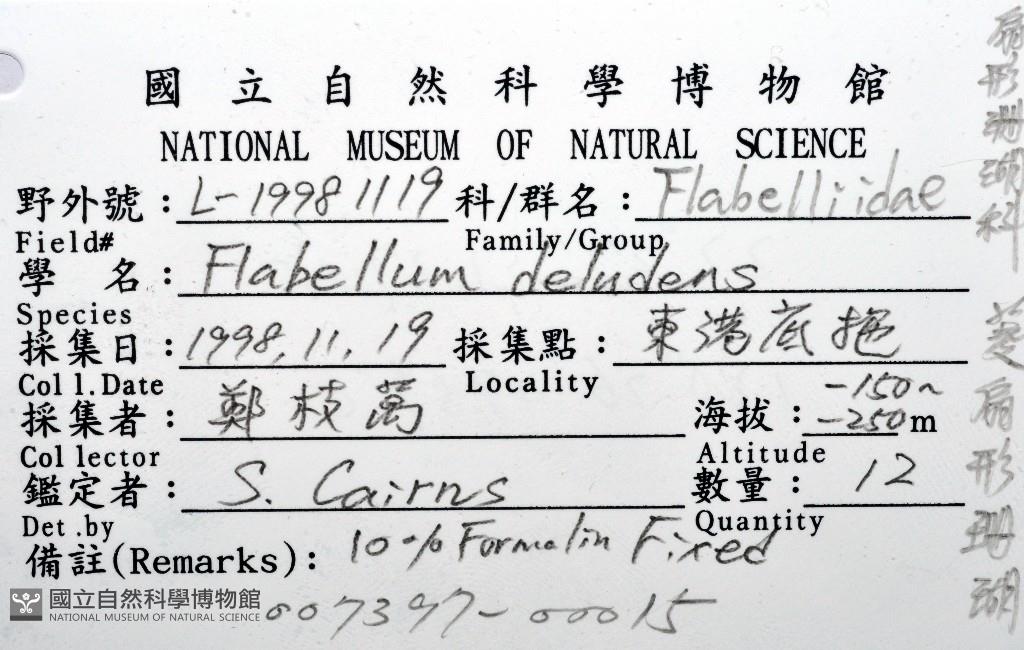 國立自然科學博物館
NATIONAL MUSEUM OF NATURAL SCIENCE
野外號：L-19981119 科/群名：Flabelliidae
Field# Family/Group
學名：Flabellum deludens
Species
採集日：1998.11.19 採集點：東港底拖
Coll.Date Locality
採集者：鄭枝萬 海拔：-150~-250m
Collector Altitude
鑑定者：S. Cairns 數量：12
Det.by Quantity
備註(Remarks)：10% Formalin Fixed
007397-00015
國立自然科學博物館
NATIONAL MUSEUM OF NATURAL SCIENCE
扇形珊瑚科 菱扇形珊瑚